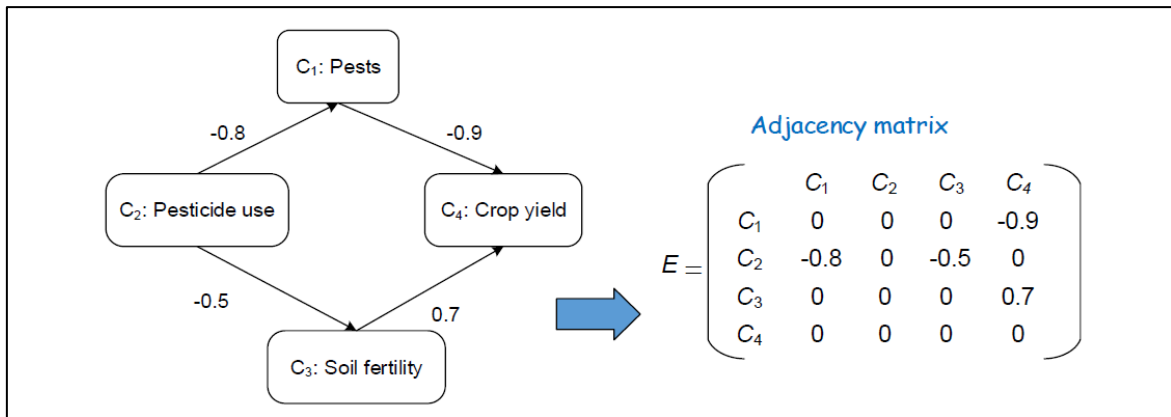 C₁: Pests
-0.8
-0.9
C₂: Pesticide use
C₄: Crop yield
-0.5
0.7
C₃: Soil fertility
Adjacency matrix
C₁ C₂ C₃ C₄
C₁ 0 0 0 -0.9
E = C₂ -0.8 0 -0.5 0
C₃ 0 0 0 0.7
C₄ 0 0 0 0